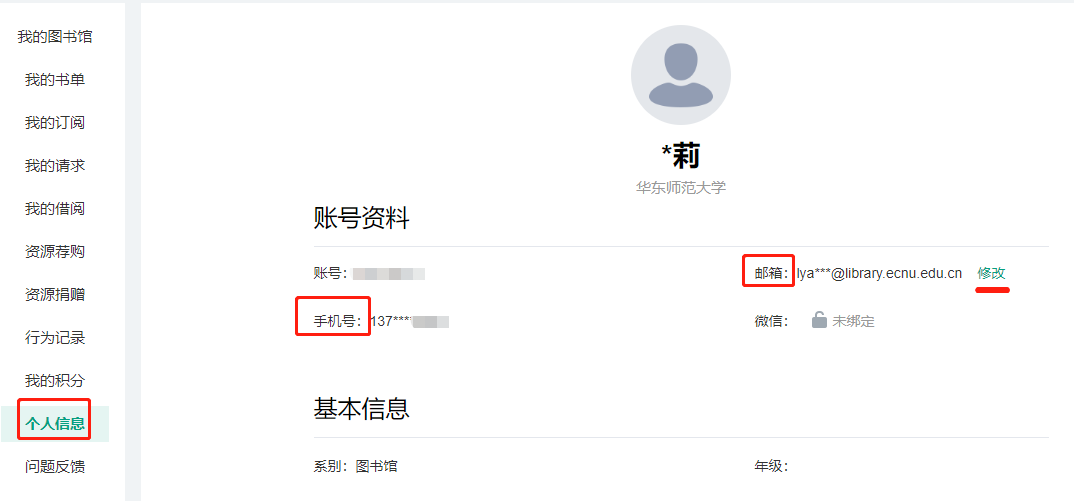 我的图书馆
我的书单
我的订阅
我的请求
我的借阅
资源荐购
资源捐赠
行为记录
我的积分
个人信息
问题反馈
*莉
华东师范大学
账号资料
账号：
邮箱：lya***@library.ecnu.edu.cn 修改
手机号：137***
微信： 未绑定
基本信息
系别：图书馆
年级：